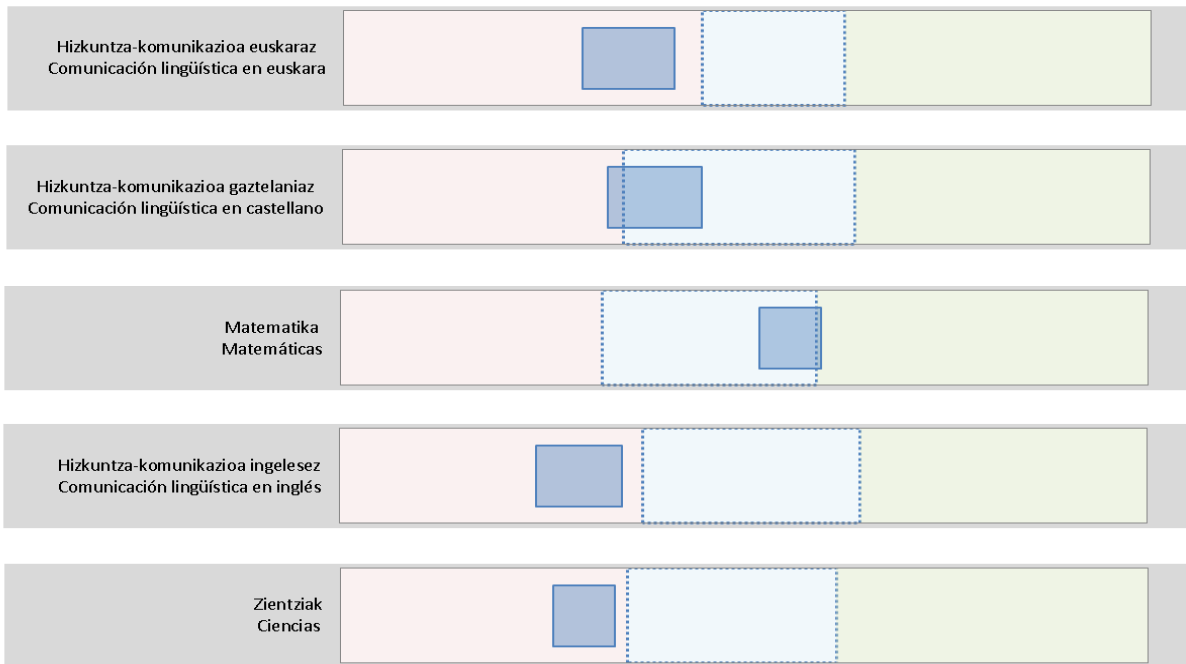 Hizkuntza-komunikazioa euskaraz
Comunicación lingüística en euskara
Hizkuntza-komunikazioa gaztelaniaz
Comunicación lingüística en castellano
Matematika
Matemáticas
Hizkuntza-komunikazioa ingelesez
Comunicación lingüística en inglés
Zientziak
Ciencias